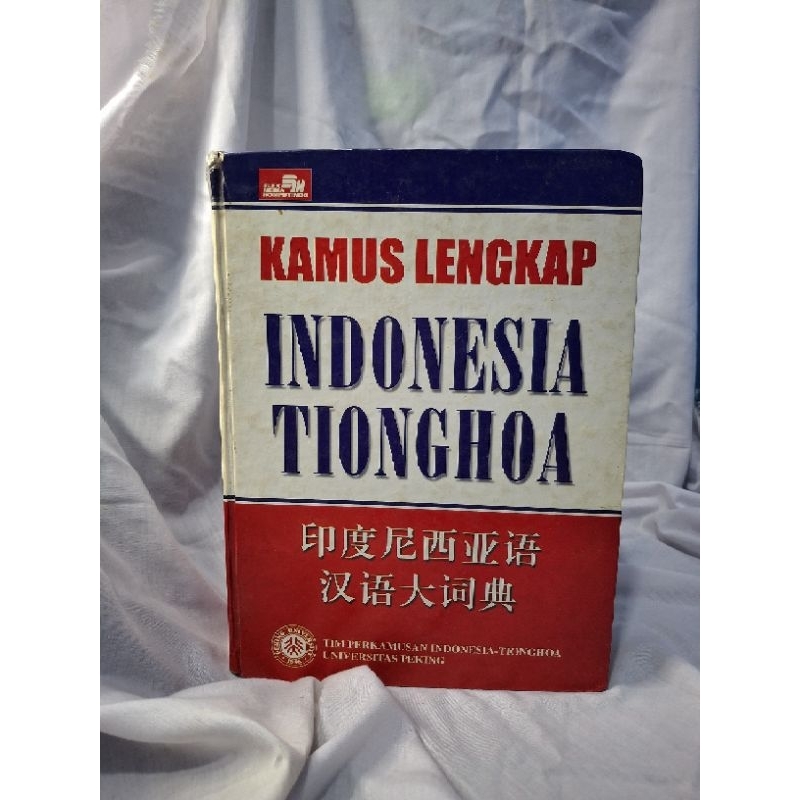 KAMUS LENGKAP
INDONESIA
TIONGHOA
印度尼西亚语
汉语大词典
TIM PERKAMUSAN INDONESIA-TIONGHOA
UNIVERSITAS PEKING